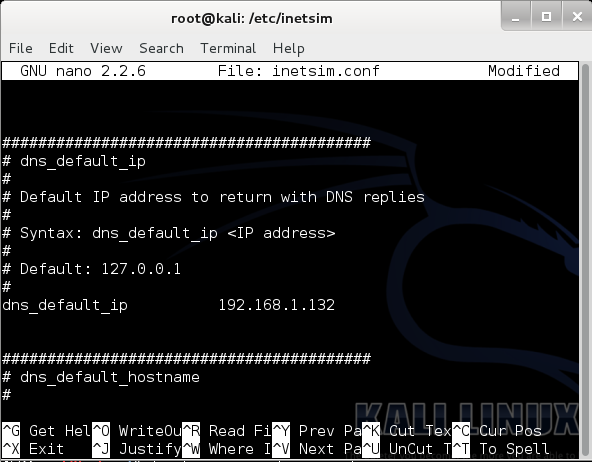 root@kali: /etc/inetsim
File Edit View Search Terminal Help
GNU nano 2.2.6 File: inetsim.conf Modified
#########################################
# dns_default_ip
#
# Default IP address to return with DNS replies
#
# Syntax: dns_default_ip <IP address>
#
# Default: 127.0.0.1
#
dns_default_ip 192.168.1.132
#########################################
# dns_default_hostname
#
KALI LINUX
^G Get Hel^O WriteOu^R Read Fi^Y Prev Pa^K Cut Tex^C Cur Pos
^X Exit ^J Justify^W Where I^V Next Pa^U UnCut T^T To Spell